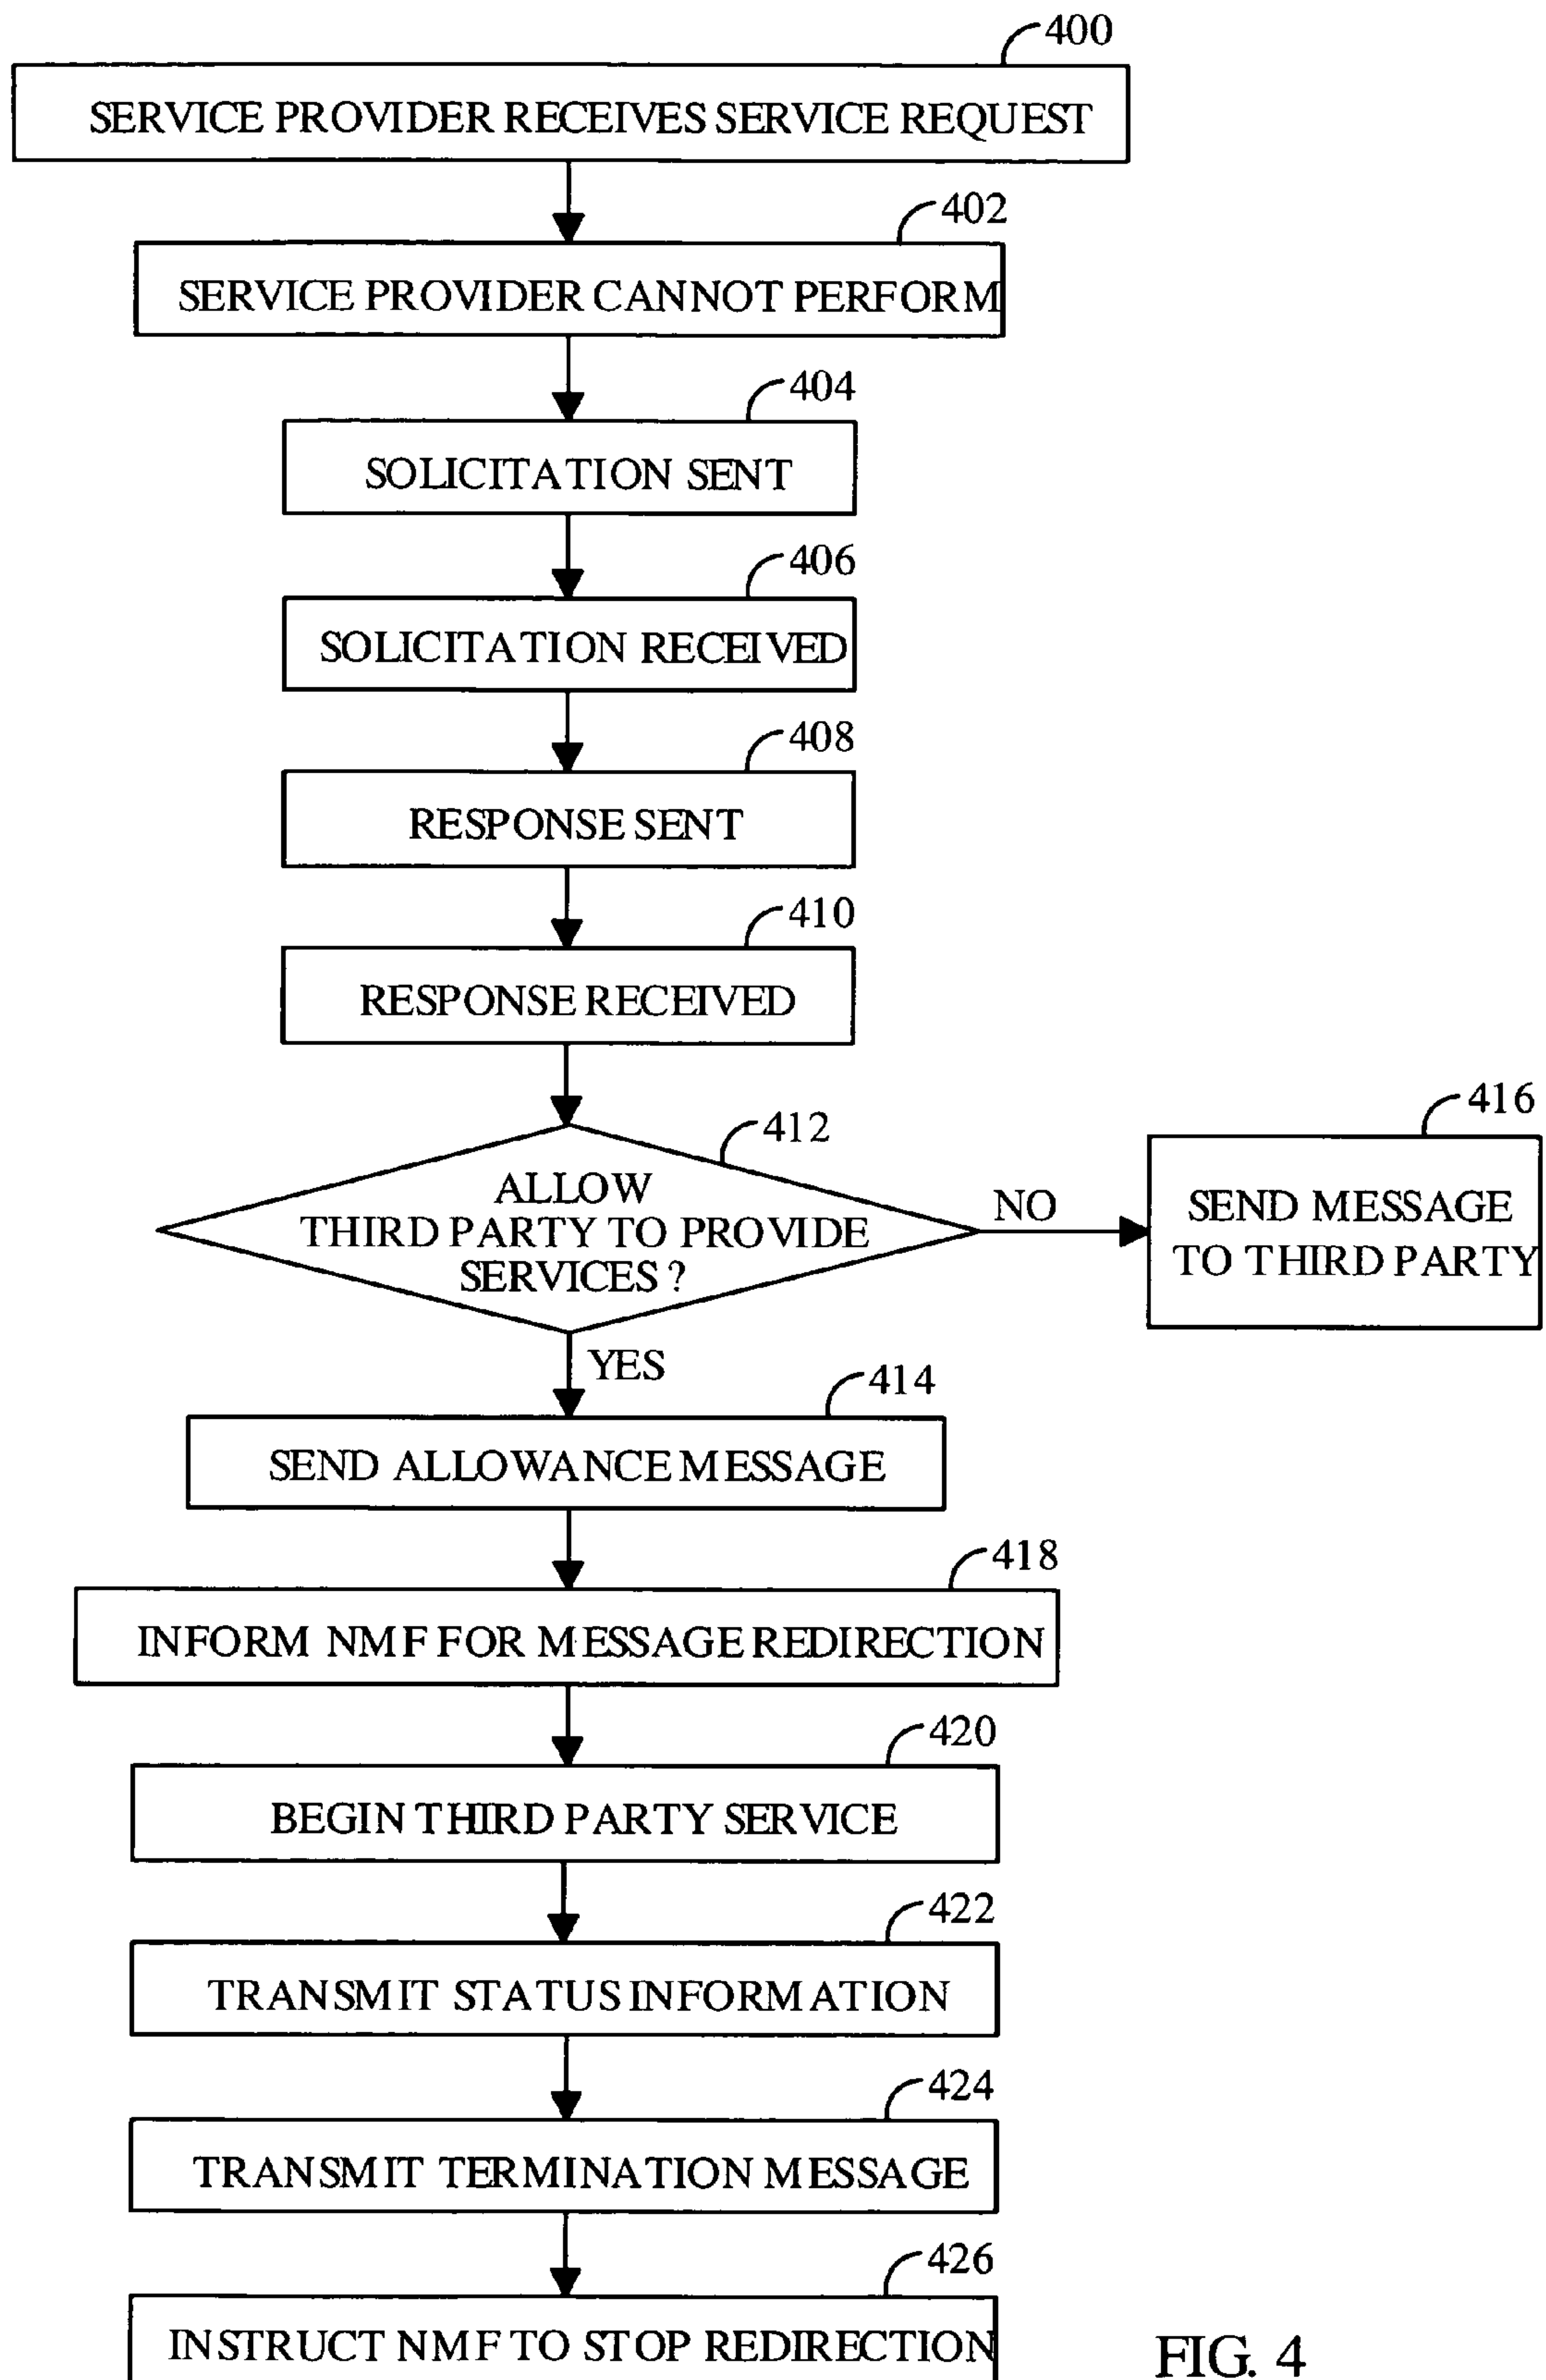 400
SERVICE PROVIDER RECEIVES SERVICE REQUEST
402
SERVICE PROVIDER CANNOT PERFORM
404
SOLICITATION SENT
406
SOLICITATION RECEIVED
408
RESPONSE SENT
410
RESPONSE RECEIVED
412
ALLOW
THIRD PARTY TO PROVIDE
SERVICES ?
NO
416
SEND MESSAGE
TO THIRD PARTY
YES
414
SEND ALLOWANCE MESSAGE
418
INFORM NMF FOR MESSAGE REDIRECTION
420
BEGIN THIRD PARTY SERVICE
422
TRANSMIT STATUS INFORMATION
424
TRANSMIT TERMINATION MESSAGE
426
INSTRUCT NMF TO STOP REDIRECTION
FIG. 4